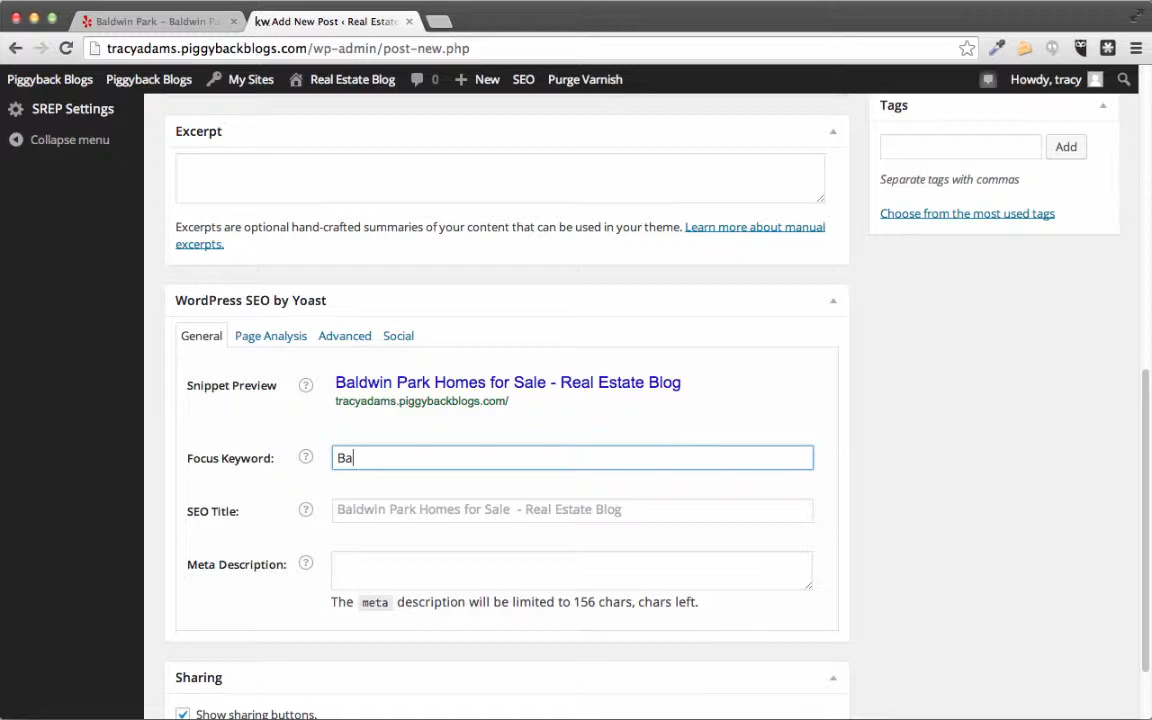 Baldwin Park – Baldwin Pa
kw Add New Post ‹ Real Estate
tracyadams.piggybackblogs.com/wp-admin/post-new.php
Piggyback Blogs Piggyback Blogs My Sites Real Estate Blog 0 New SEO Purge Varnish Howdy, tracy
SREP Settings
Collapse menu
Excerpt
Excerpts are optional hand-crafted summaries of your content that can be used in your theme. Learn more about manual
excerpts.
Tags
Add
Separate tags with commas
Choose from the most used tags
WordPress SEO by Yoast
General Page Analysis Advanced Social
Snippet Preview ? Baldwin Park Homes for Sale - Real Estate Blog
tracyadams.piggybackblogs.com/
Focus Keyword: ? Ba
SEO Title: ? Baldwin Park Homes for Sale - Real Estate Blog
Meta Description: ?
The meta description will be limited to 156 chars, chars left.
Sharing
Show sharing buttons.